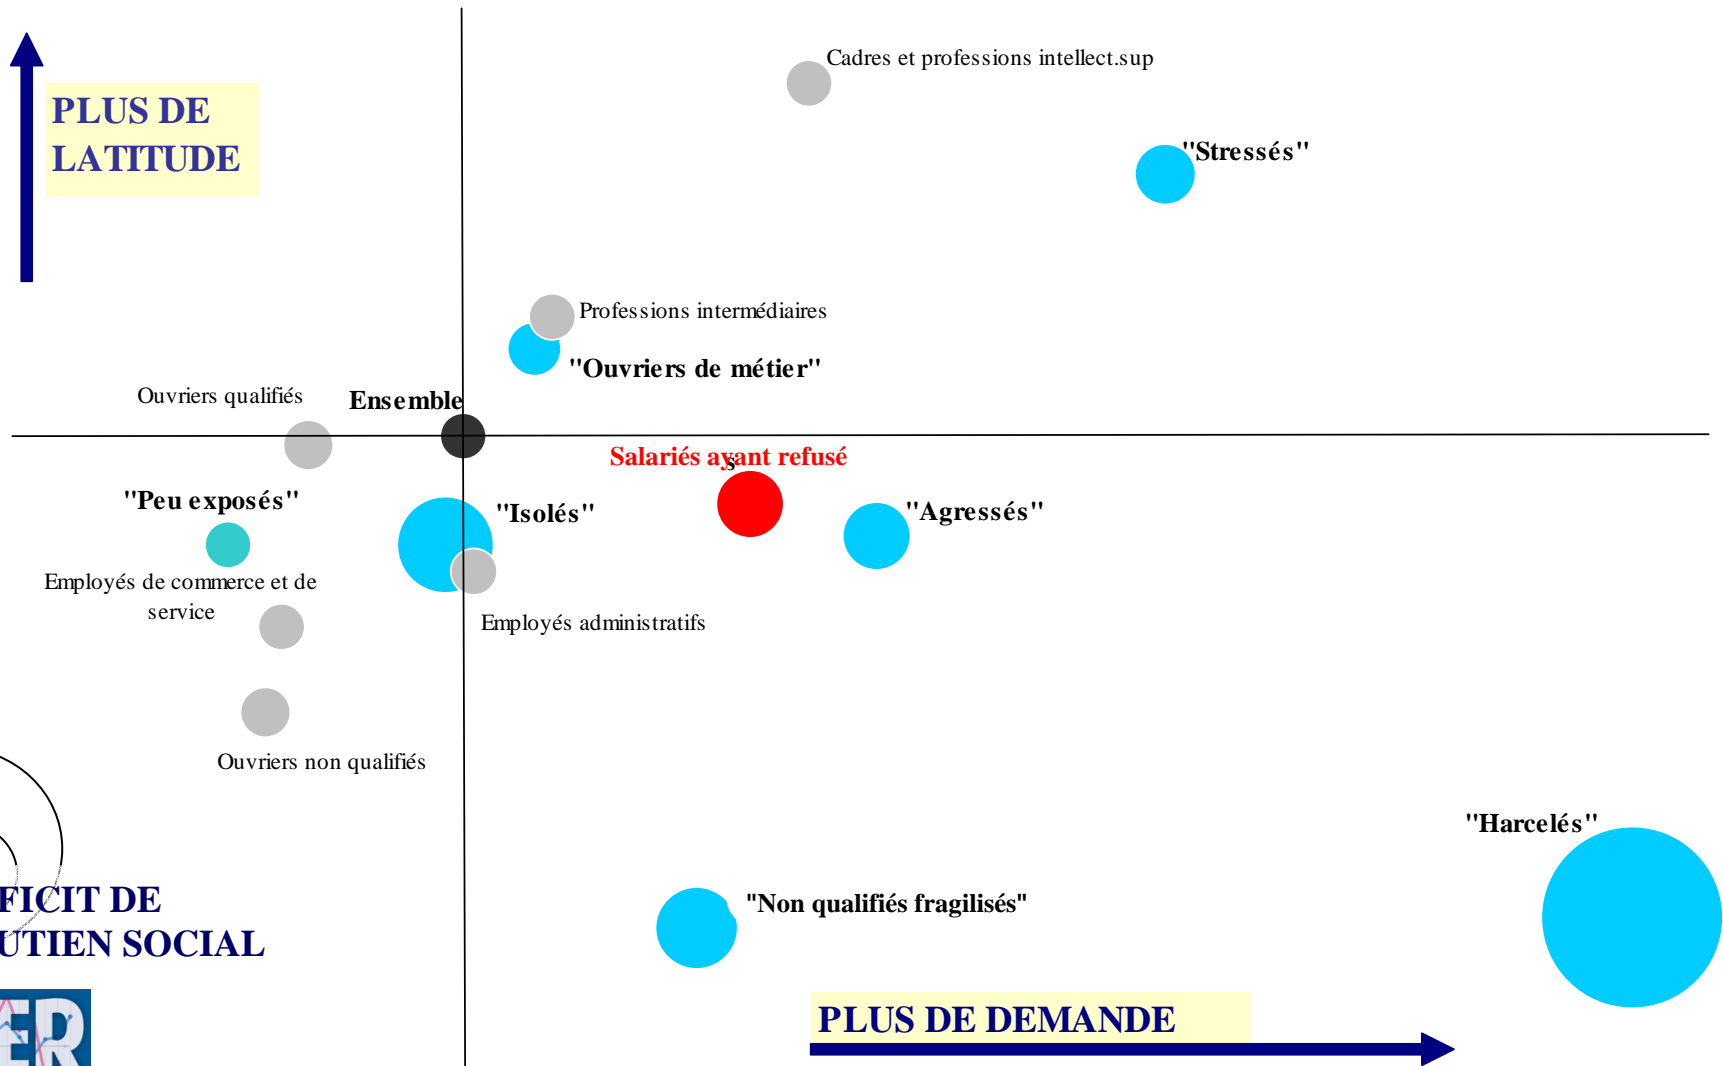 Cadres et professions intellect.sup
PLUS DE
LATITUDE
"Stressés"
Professions intermédiaires
"Ouvriers de métier"
Ouvriers qualifiés
Ensemble
Salariés ayant refusé
s
"Peu exposés"
"Isolés"
"Agressés"
Employés de commerce et de
service
Employés administratifs
Ouvriers non qualifiés
"Harcelés"
FICIT DE
UTIEN SOCIAL
"Non qualifiés fragilisés"
PLUS DE DEMANDE
ER